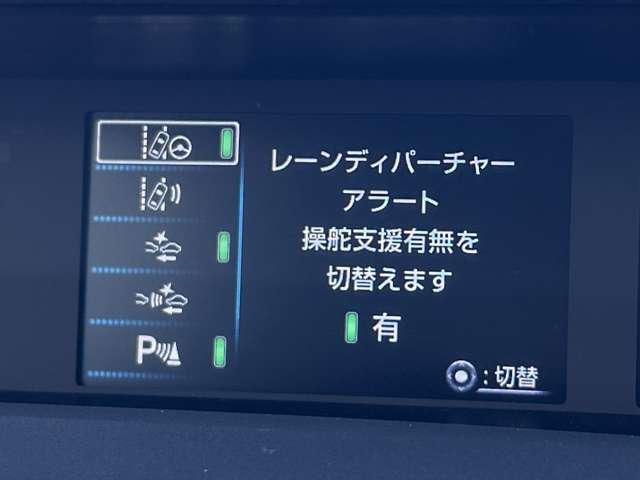 レーンディパーチャー
アラート
操舵支援有無を
切替えます
有
P
:切替